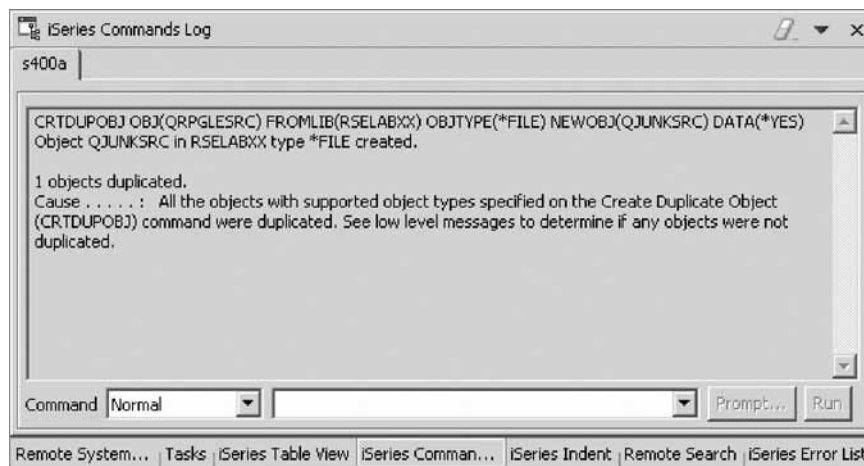 iSeries Commands Log
s400a
CRTDUPOBJ OBJ(QRPGLESRC) FROMLIB(RSELABXX) OBJTYPE(*FILE) NEWOBJ(QJUNKSRC) DATA(*YES)
Object QJUNKSRC in RSELABXX type *FILE created.
1 objects duplicated.
Cause . . . . . : All the objects with supported object types specified on the Create Duplicate Object
(CRTDUPOBJ) command were duplicated. See low level messages to determine if any objects were not
duplicated.
Command Normal Prompt... Run
Remote System... Tasks iSeries Table View iSeries Comman... iSeries Indent Remote Search iSeries Error List